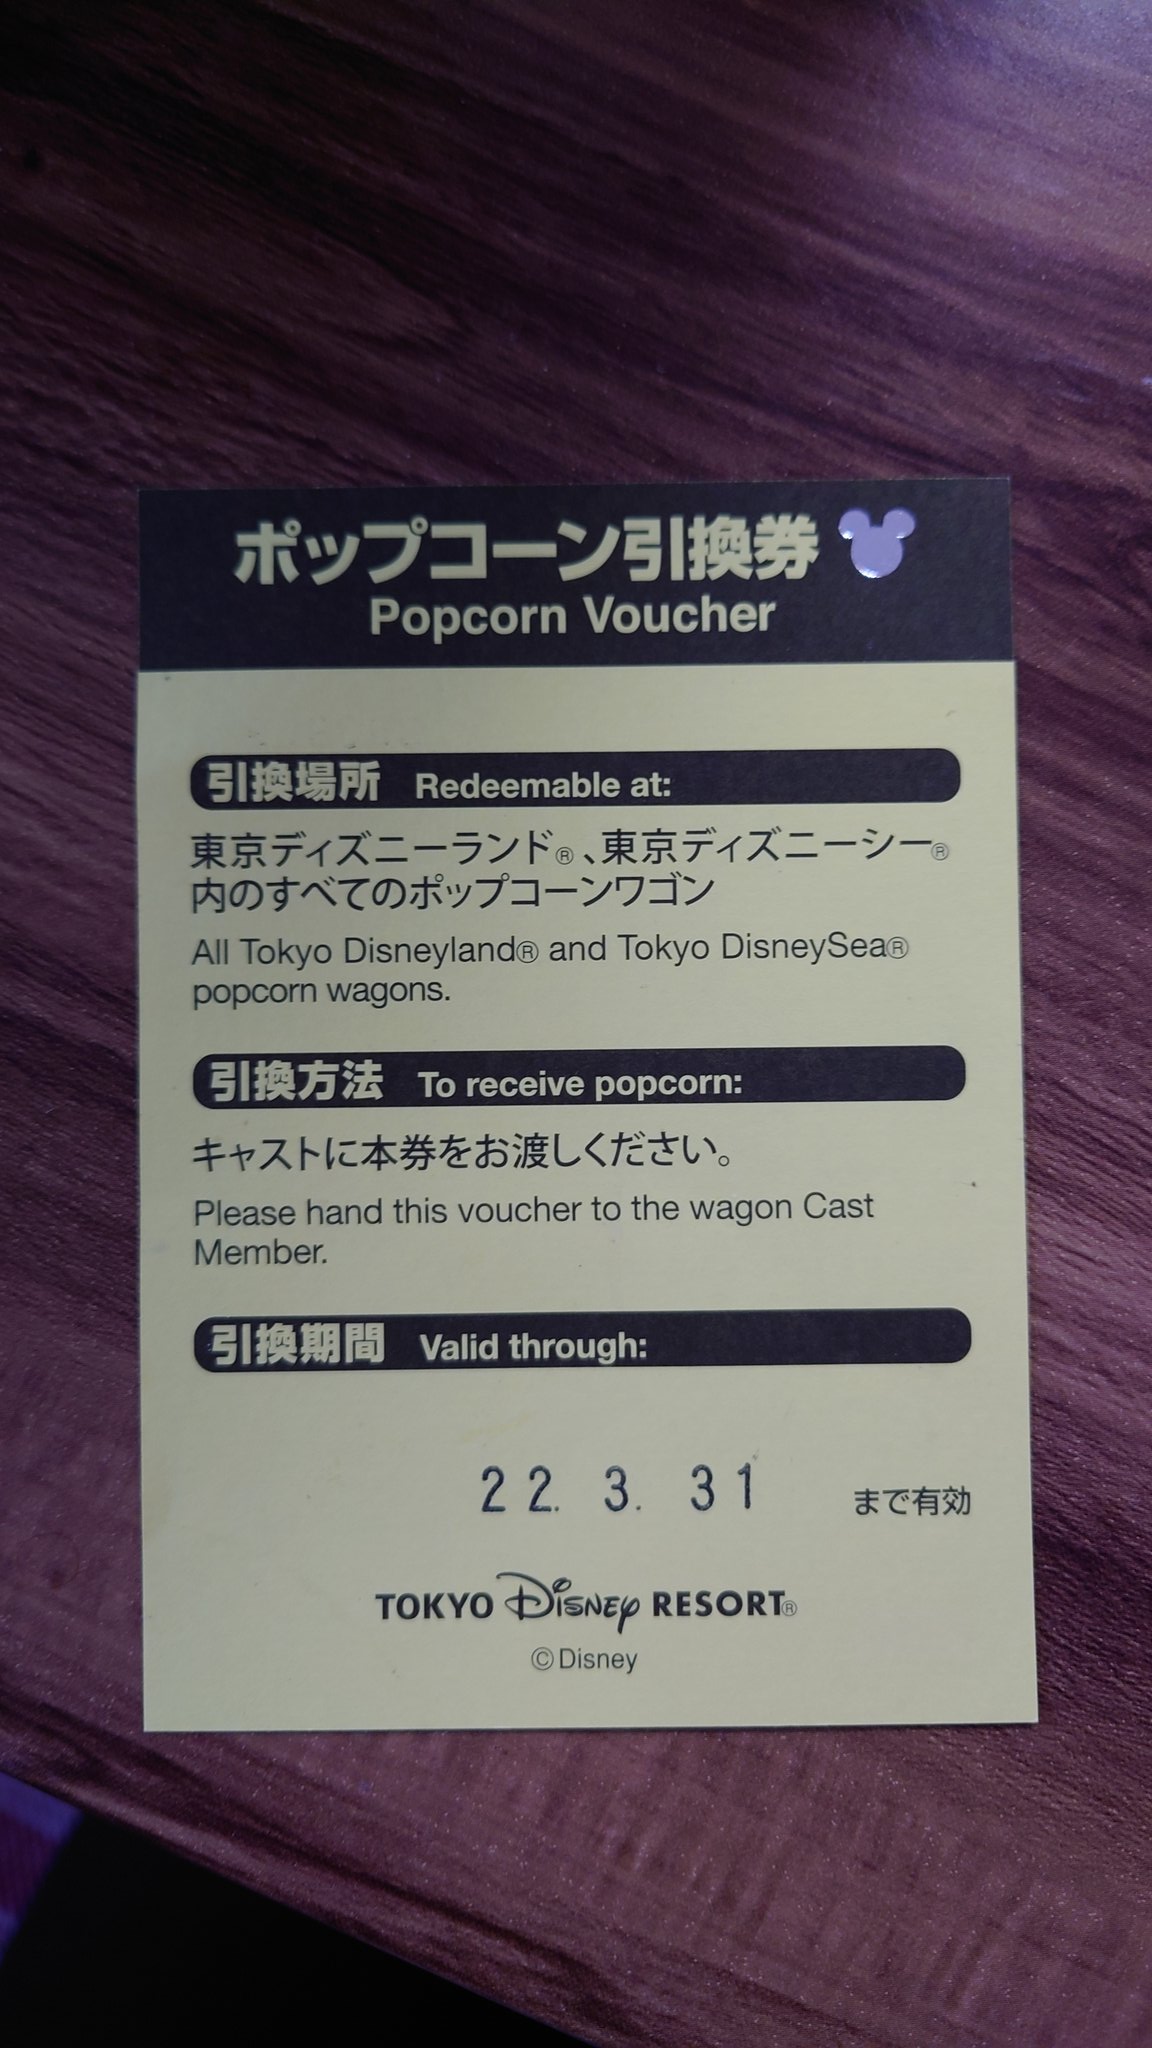 ポップコーン引換券
Popcorn Voucher
引換場所 Redeemable at:
東京ディズニーランド®、東京ディズニーシー®
内のすべてのポップコーンワゴン
All Tokyo Disneyland® and Tokyo DisneySea®
popcorn wagons.
引換方法 To receive popcorn:
キャストに本券をお渡しください。
Please hand this voucher to the wagon Cast
Member.
引換期間 Valid through:
22. 3. 31 まで有効
TOKYO Disney RESORT®
©Disney